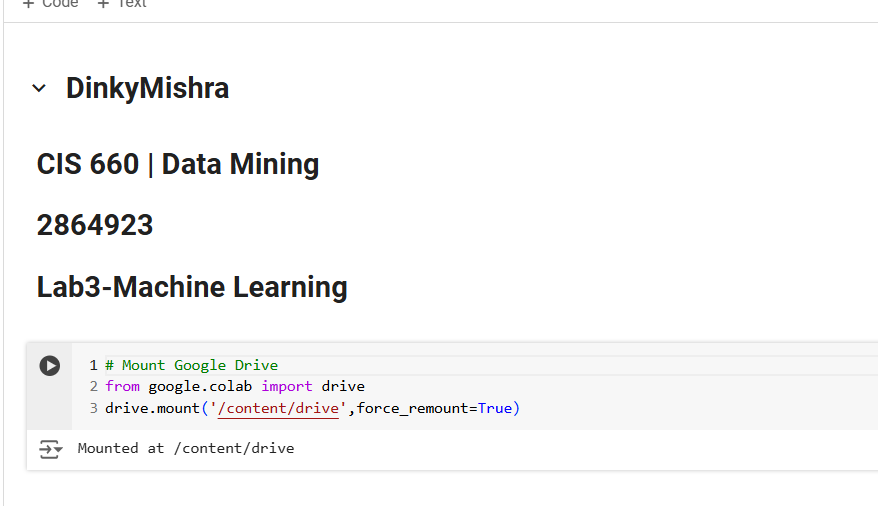 + Code + Text
DinkyMishra
CIS 660 | Data Mining
2864923
Lab3-Machine Learning
1 # Mount Google Drive
2 from google.colab import drive
3 drive.mount('/content/drive',force_remount=True)
Mounted at /content/drive